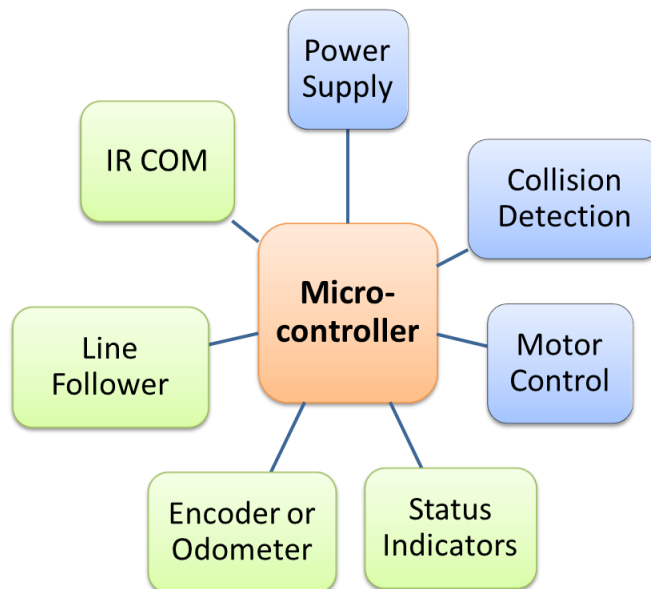 Power
Supply
IR COM
Collision
Detection
Micro-
controller
Line
Follower
Motor
Control
Encoder or
Odometer
Status
Indicators